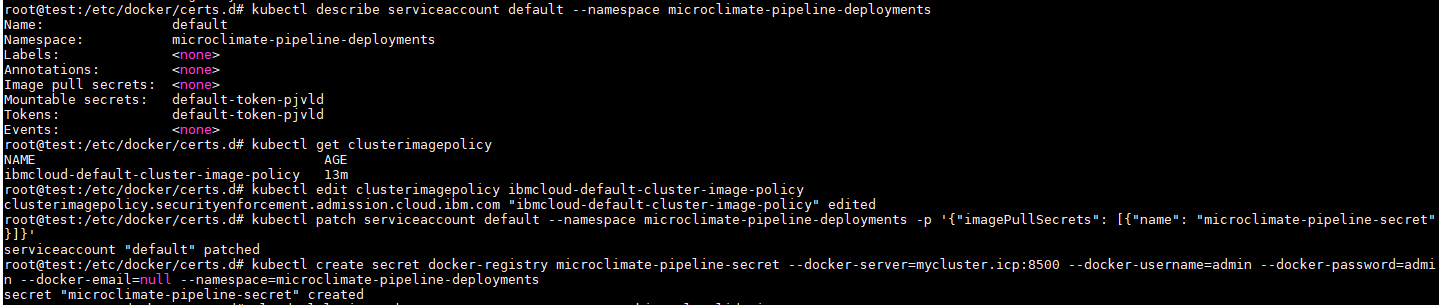 root@test:/etc/docker/certs.d# kubectl describe serviceaccount default --namespace microclimate-pipeline-deployments
Name:                default
Namespace:           microclimate-pipeline-deployments
Labels:              <none>
Annotations:         <none>
Image pull secrets:  <none>
Mountable secrets:   default-token-pjvld
Tokens:              default-token-pjvld
Events:              <none>
root@test:/etc/docker/certs.d# kubectl get clusterimagepolicy
NAME                                    AGE
ibmcloud-default-cluster-image-policy   13m
root@test:/etc/docker/certs.d# kubectl edit clusterimagepolicy ibmcloud-default-cluster-image-policy
clusterimagepolicy.securityenforcement.admission.cloud.ibm.com "ibmcloud-default-cluster-image-policy" edited
root@test:/etc/docker/certs.d# kubectl patch serviceaccount default --namespace microclimate-pipeline-deployments -p '{"imagePullSecrets": [{"name": "microclimate-pipeline-secret"
}]}'
serviceaccount "default" patched
root@test:/etc/docker/certs.d# kubectl create secret docker-registry microclimate-pipeline-secret --docker-server=mycluster.icp:8500 --docker-username=admin --docker-password=admi
n --docker-email=null --namespace=microclimate-pipeline-deployments
secret "microclimate-pipeline-secret" created